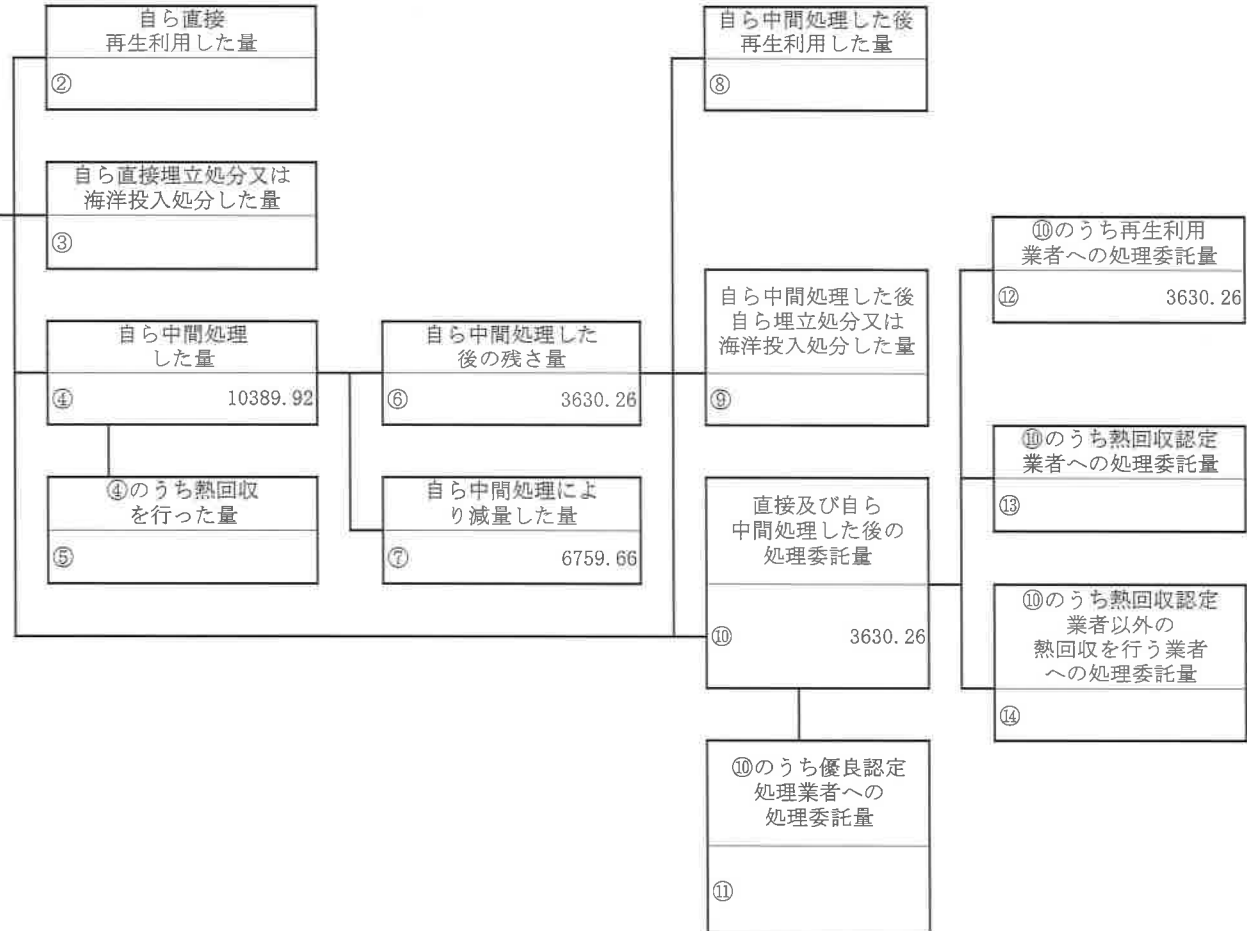 自ら直接
再生利用した量
②
自ら直接埋立処分又は
海洋投入処分した量
③
自ら中間処理
した量
④ 10389.92
④のうち熱回収
を行った量
⑤
自ら中間処理した
後の残さ量
⑥ 3630.26
自ら中間処理によ
り減量した量
⑦ 6759.66
自ら中間処理した後
再生利用した量
⑧
自ら中間処理した後
自ら埋立処分又は
海洋投入処分した量
⑨
直接及び自ら
中間処理した後の
処理委託量
⑩ 3630.26
⑩のうち優良認定
処理業者への
処理委託量
⑪
⑩のうち再生利用
業者への処理委託量
⑫ 3630.26
⑩のうち熱回収認定
業者への処理委託量
⑬
⑩のうち熱回収認定
業者以外の
熱回収を行う業者
への処理委託量
⑭